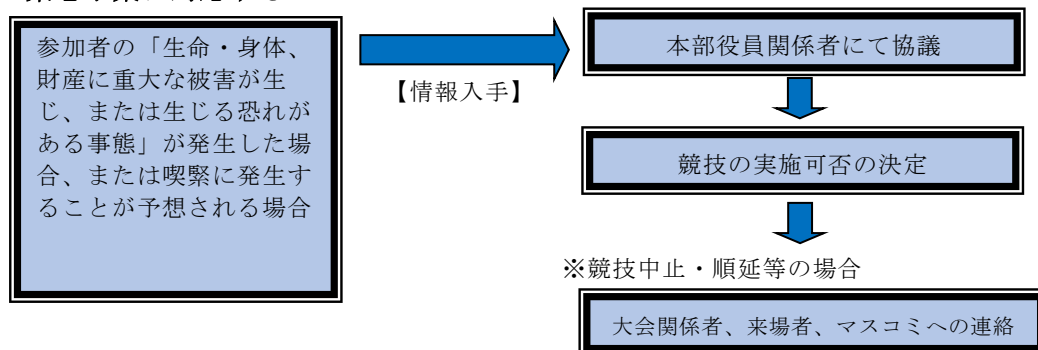 参加者の「生命・身体、
財産に重大な被害が生
じ、または生じる恐れが
ある事態」が発生した場
合、または喫緊に発生す
ることが予想される場合
【情報入手】
本部役員関係者にて協議
競技の実施可否の決定
※競技中止・順延等の場合
大会関係者、来場者、マスコミへの連絡